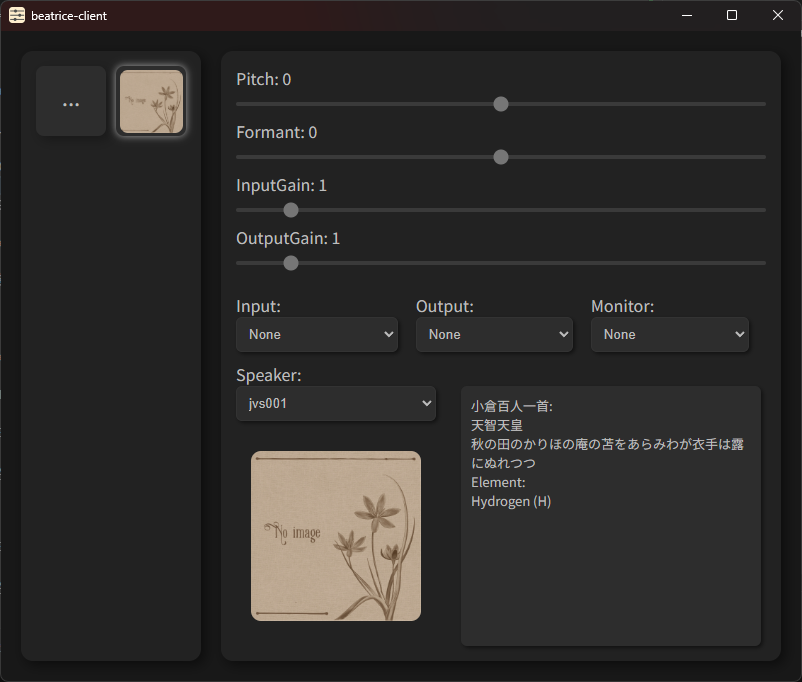 beatrice-client
...
No image
Pitch: 0
Formant: 0
InputGain: 1
OutputGain: 1
Input:
None
Output:
None
Monitor:
None
Speaker:
jvs001
No image
小倉百人一首:
天智天皇
秋の田のかりほの庵の苫をあらみわが衣手は露
にぬれつつ
Element:
Hydrogen (H)